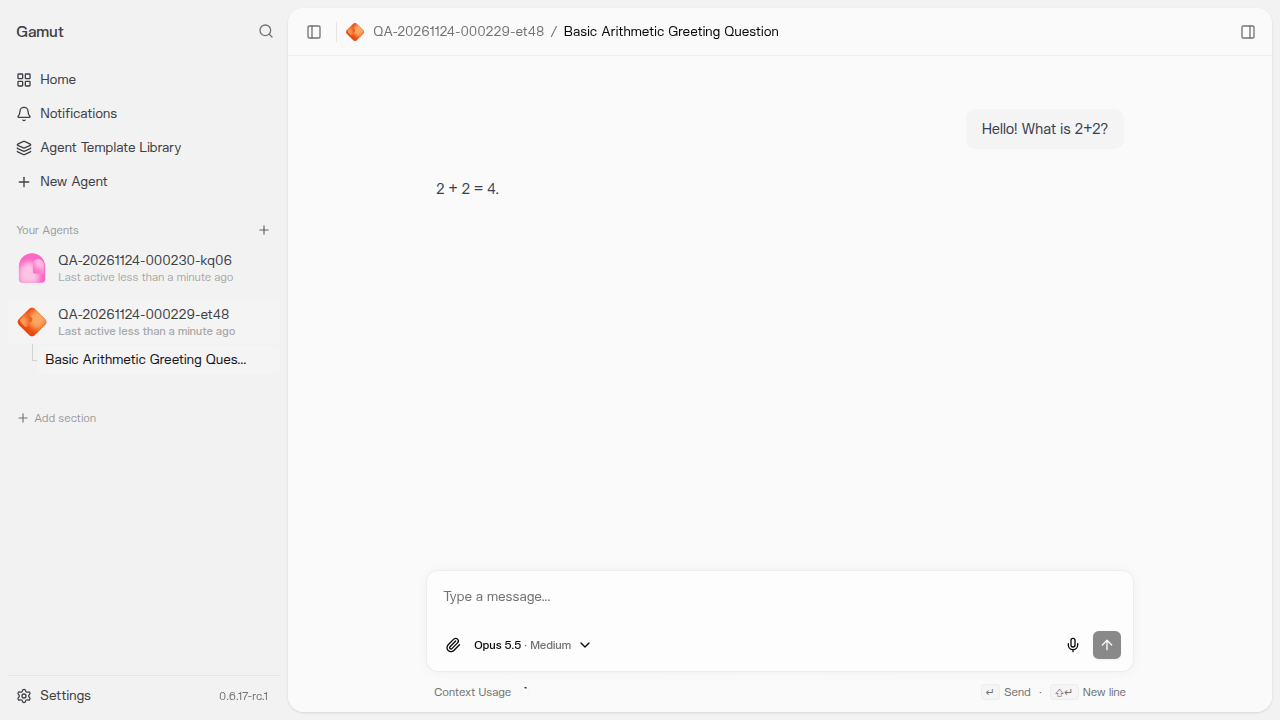 Gamut
Home
Notifications
Agent Template Library
New Agent
Your Agents
QA-20261124-000230-kq06
Last active less than a minute ago
QA-20261124-000229-et48
Last active less than a minute ago
Basic Arithmetic Greeting Ques...
Add section
Settings
0.6.17-rc.1
QA-20261124-000229-et48 / Basic Arithmetic Greeting Question
Hello! What is 2+2?
2 + 2 = 4.
Type a message...
Opus 5.5 · Medium
Context Usage
↵ Send · ⇧↵ New line